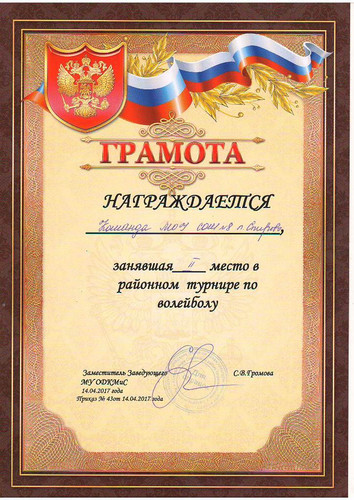 ГРАМОТА
НАГРАЖДАЕТСЯ
Команда МОУ СОШ №8 п. Спирово
занявшая II место в
районном турнире по
волейболу
Заместитель Заведующего С.В.Громова
МУ ОДКМиС
14.04.2017 года
Приказ № 43от 14.04.2017 года